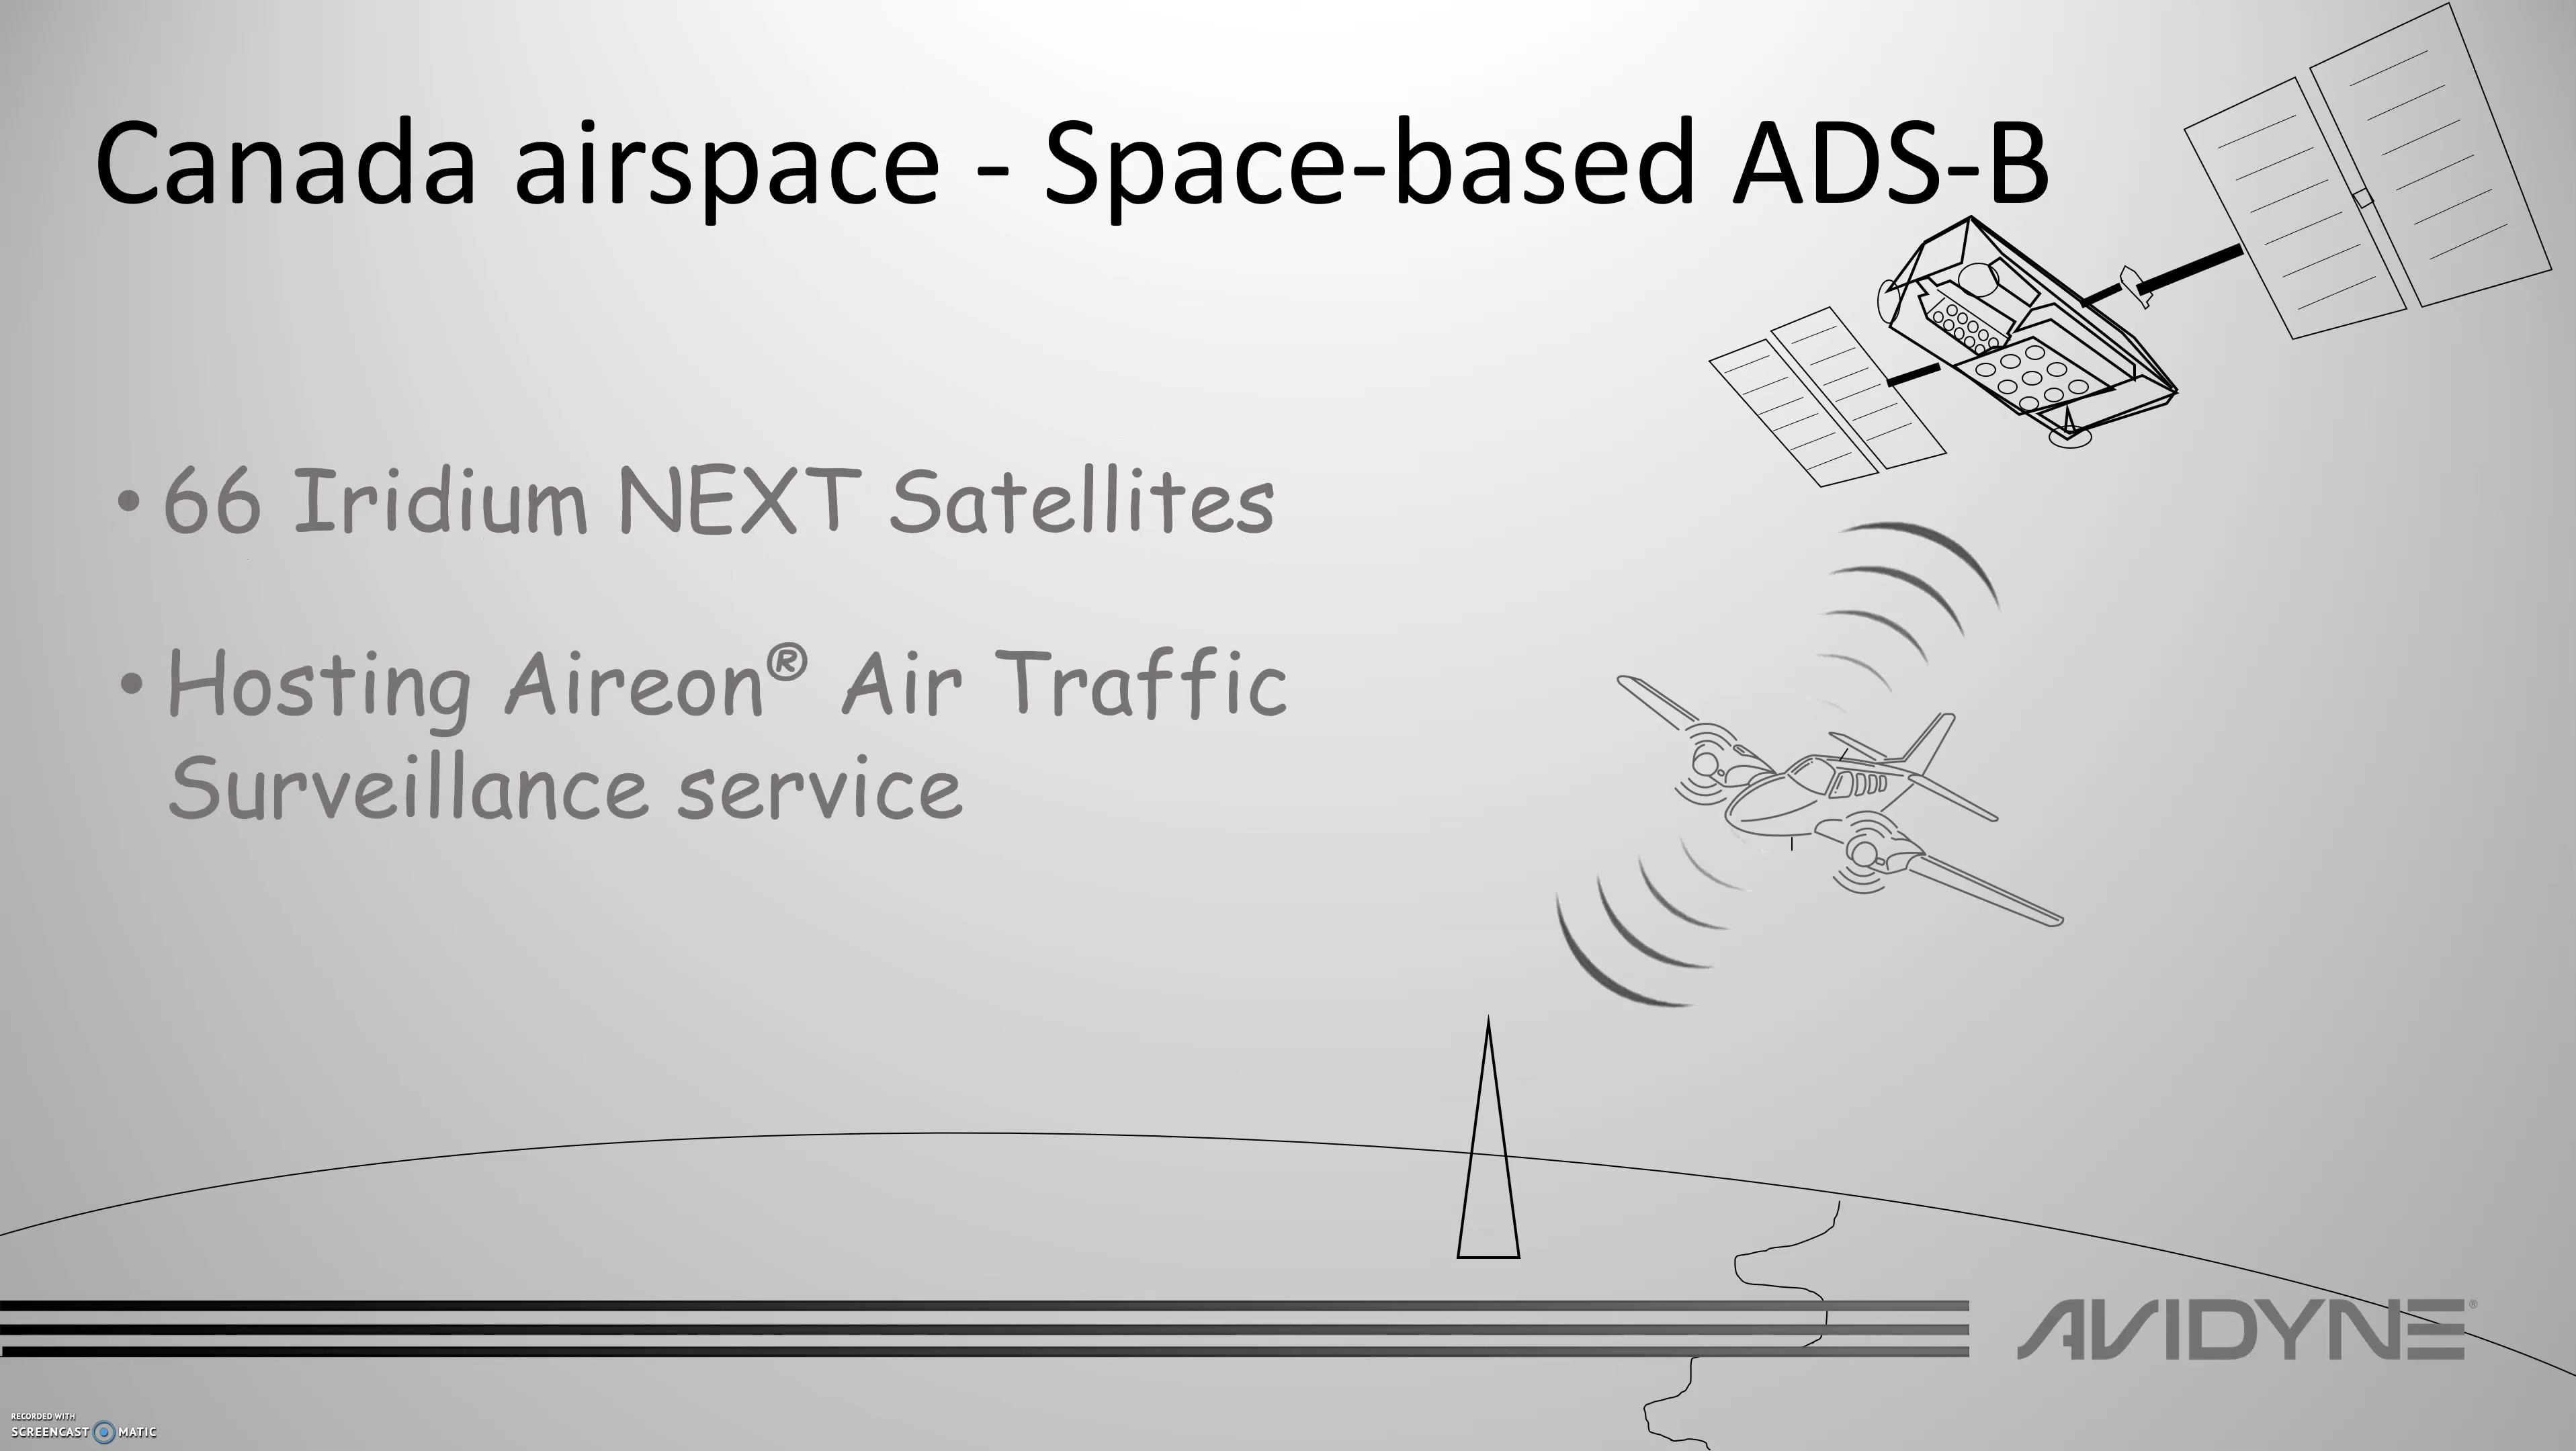 Canada airspace - Space-based ADS-B
• 66 Iridium NEXT Satellites
• Hosting Aireon® Air Traffic
Surveillance service
AVIDYNE®
RECORDED WITH
SCREENCAST MATIC